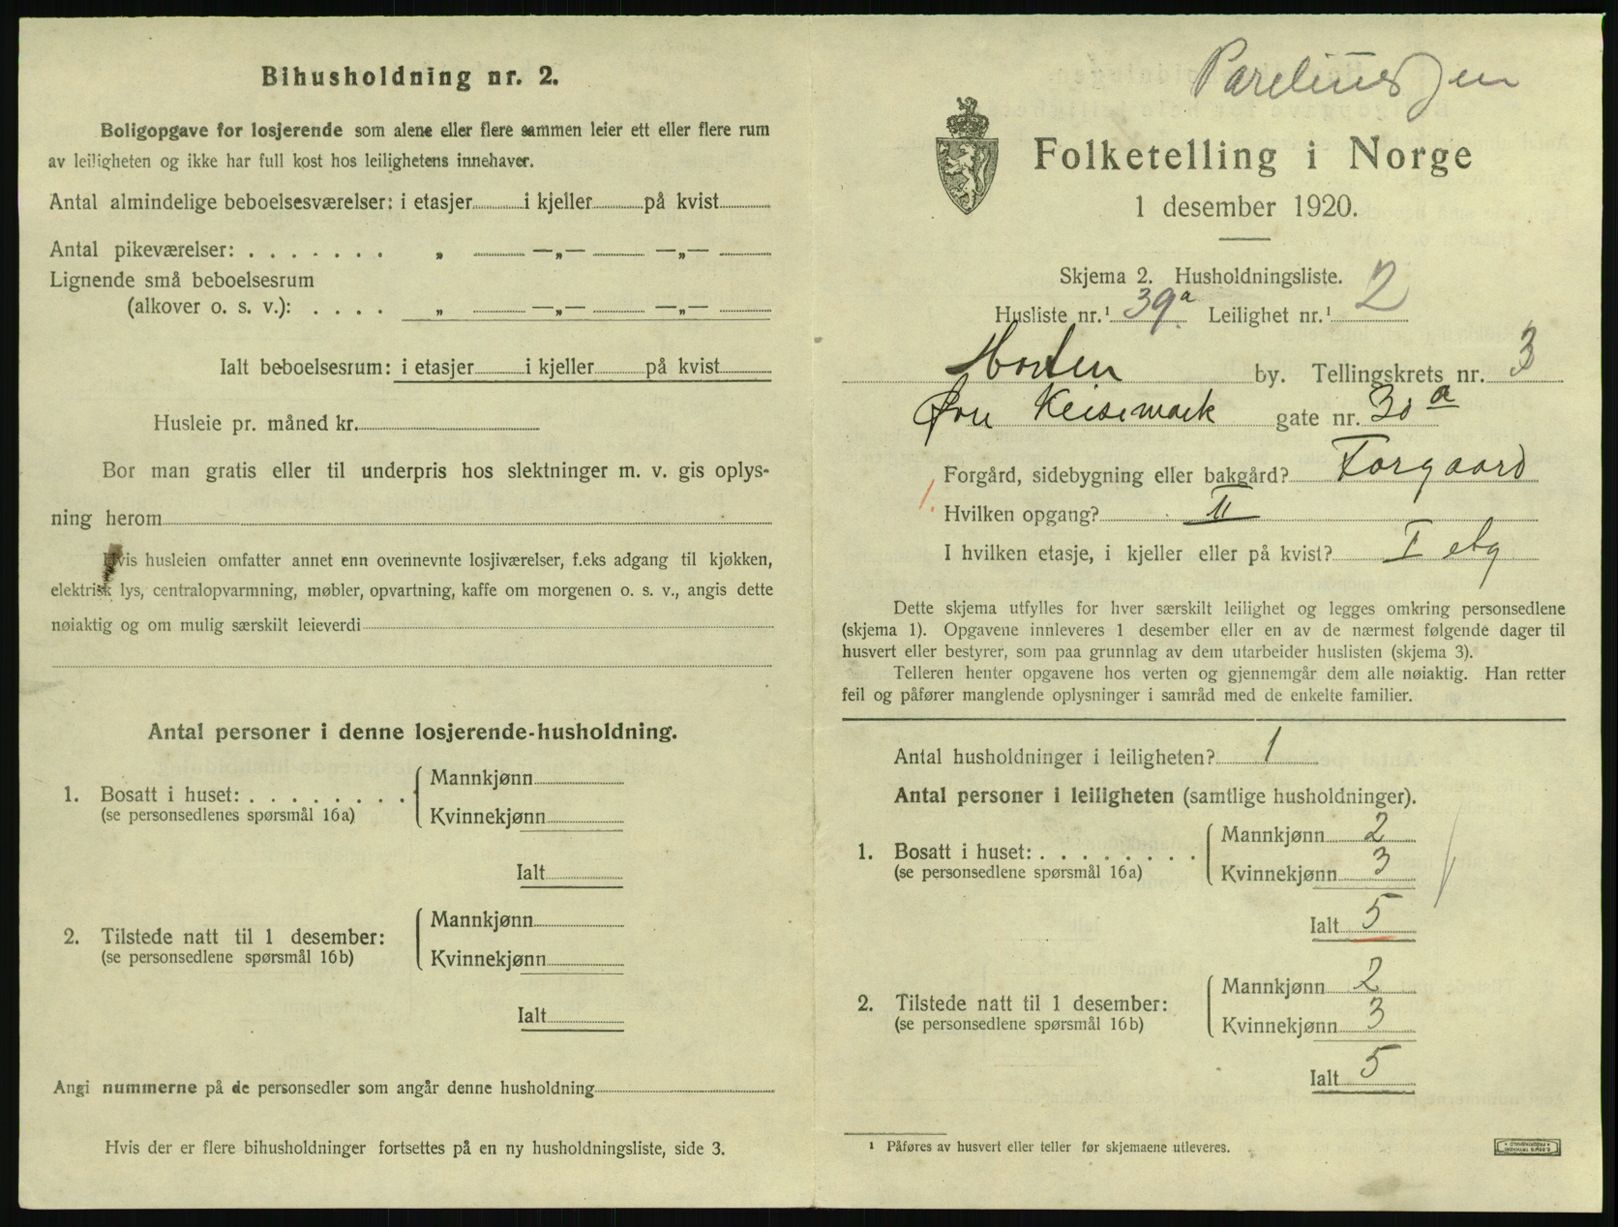 Bihusholdning nr. 2.
Boligopgave for losjerende som alene eller flere sammen leier ett eller flere rum
av leiligheten og ikke har full kost hos leilighetens innehaver.
Antal almindelige beboelsesværelser: i etasjer i kjeller på kvist
Antal pikeværelser: . . . . . . . „ —„— —„—
Lignende små beboelsesrum
(alkover o. s. v.): . . . . „ —„— —„—
Ialt beboelsesrum: i etasjer i kjeller på kvist
Husleie pr. måned kr.
Bor man gratis eller til underpris hos slektninger m. v. gis oplys-
ning herom
Hvis husleien omfatter annet enn ovennevnte losjiværelser, f.eks adgang til kjøkken,
elektrisk lys, centralopvarmning, møbler, opvartning, kaffe om morgenen o. s. v., angis dette
nøiaktig og om mulig særskilt leieverdi
Antal personer i denne losjerende-husholdning.
1. Bosatt i huset: . . . . . . . .
(se personsedlenes spørsmål 16a)
Mannkjønn
Kvinnekjønn
Ialt
2. Tilstede natt til 1 desember:
(se personsedlene spørsmål 16b)
Mannkjønn
Kvinnekjønn
Ialt
Angi nummerne på de personsedler som angår denne husholdning
Hvis der er flere bihusholdninger fortsettes på en ny husholdningsliste, side 3.
Folketelling i Norge
1 desember 1920.
Skjema 2. Husholdningsliste.
Husliste nr.¹ 39a Leilighet nr.¹ 2
Horten by. Tellingskrets nr. 3
Øvre Keisemark gate nr. 30 a
Forgård, sidebygning eller bakgård? Forgaard
Hvilken opgang? II
I hvilken etasje, i kjeller eller på kvist? I etg
Dette skjema utfylles for hver særskilt leilighet og legges omkring personsedlene
(skjema 1). Opgavene innleveres 1 desember eller en av de nærmest følgende dager til
husvert eller bestyrer, som paa grunnlag av dem utarbeider huslisten (skjema 3).
Telleren henter opgavene hos verten og gjennemgår dem alle nøiaktig. Han retter
feil og påfører manglende oplysninger i samråd med de enkelte familier.
Antal husholdninger i leiligheten? 1
Antal personer i leiligheten (samtlige husholdninger).
1. Bosatt i huset: . . . . . . . .
(se personsedlene spørsmål 16a)
Mannkjønn 2
Kvinnekjønn 3
Ialt 5
2. Tilstede natt til 1 desember:
(se personsedlene spørsmål 16b)
Mannkjønn 2
Kvinnekjønn 3
Ialt 5
¹ Påføres av husvert eller teller før skjemaene utleveres.